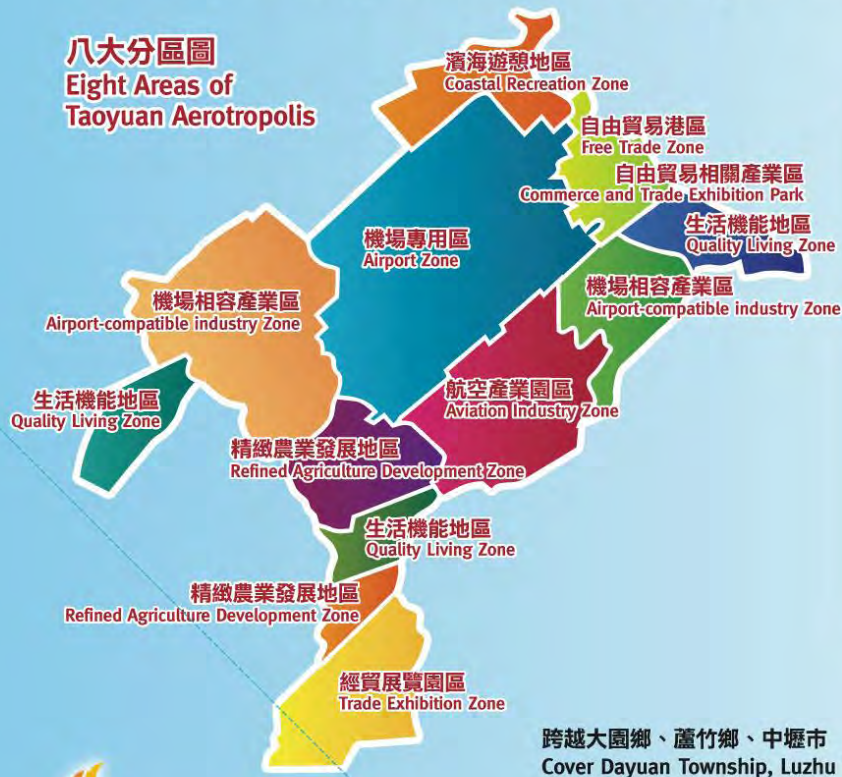 八大分區圖
Eight Areas of
Taoyuan Aerotropolis
濱海遊憩地區
Coastal Recreation Zone
自由貿易港區
Free Trade Zone
自由貿易相關產業區
Commerce and Trade Exhibition Park
生活機能地區
Quality Living Zone
機場專用區
Airport Zone
機場相容產業區
Airport-compatible industry Zone
機場相容產業區
Airport-compatible industry Zone
生活機能地區
Quality Living Zone
航空產業園區
Aviation Industry Zone
精緻農業發展地區
Refined Agriculture Development Zone
生活機能地區
Quality Living Zone
精緻農業發展地區
Refined Agriculture Development Zone
經貿展覽園區
Trade Exhibition Zone
跨越大園鄉、蘆竹鄉、中壢市
Cover Dayuan Township, Luzhu